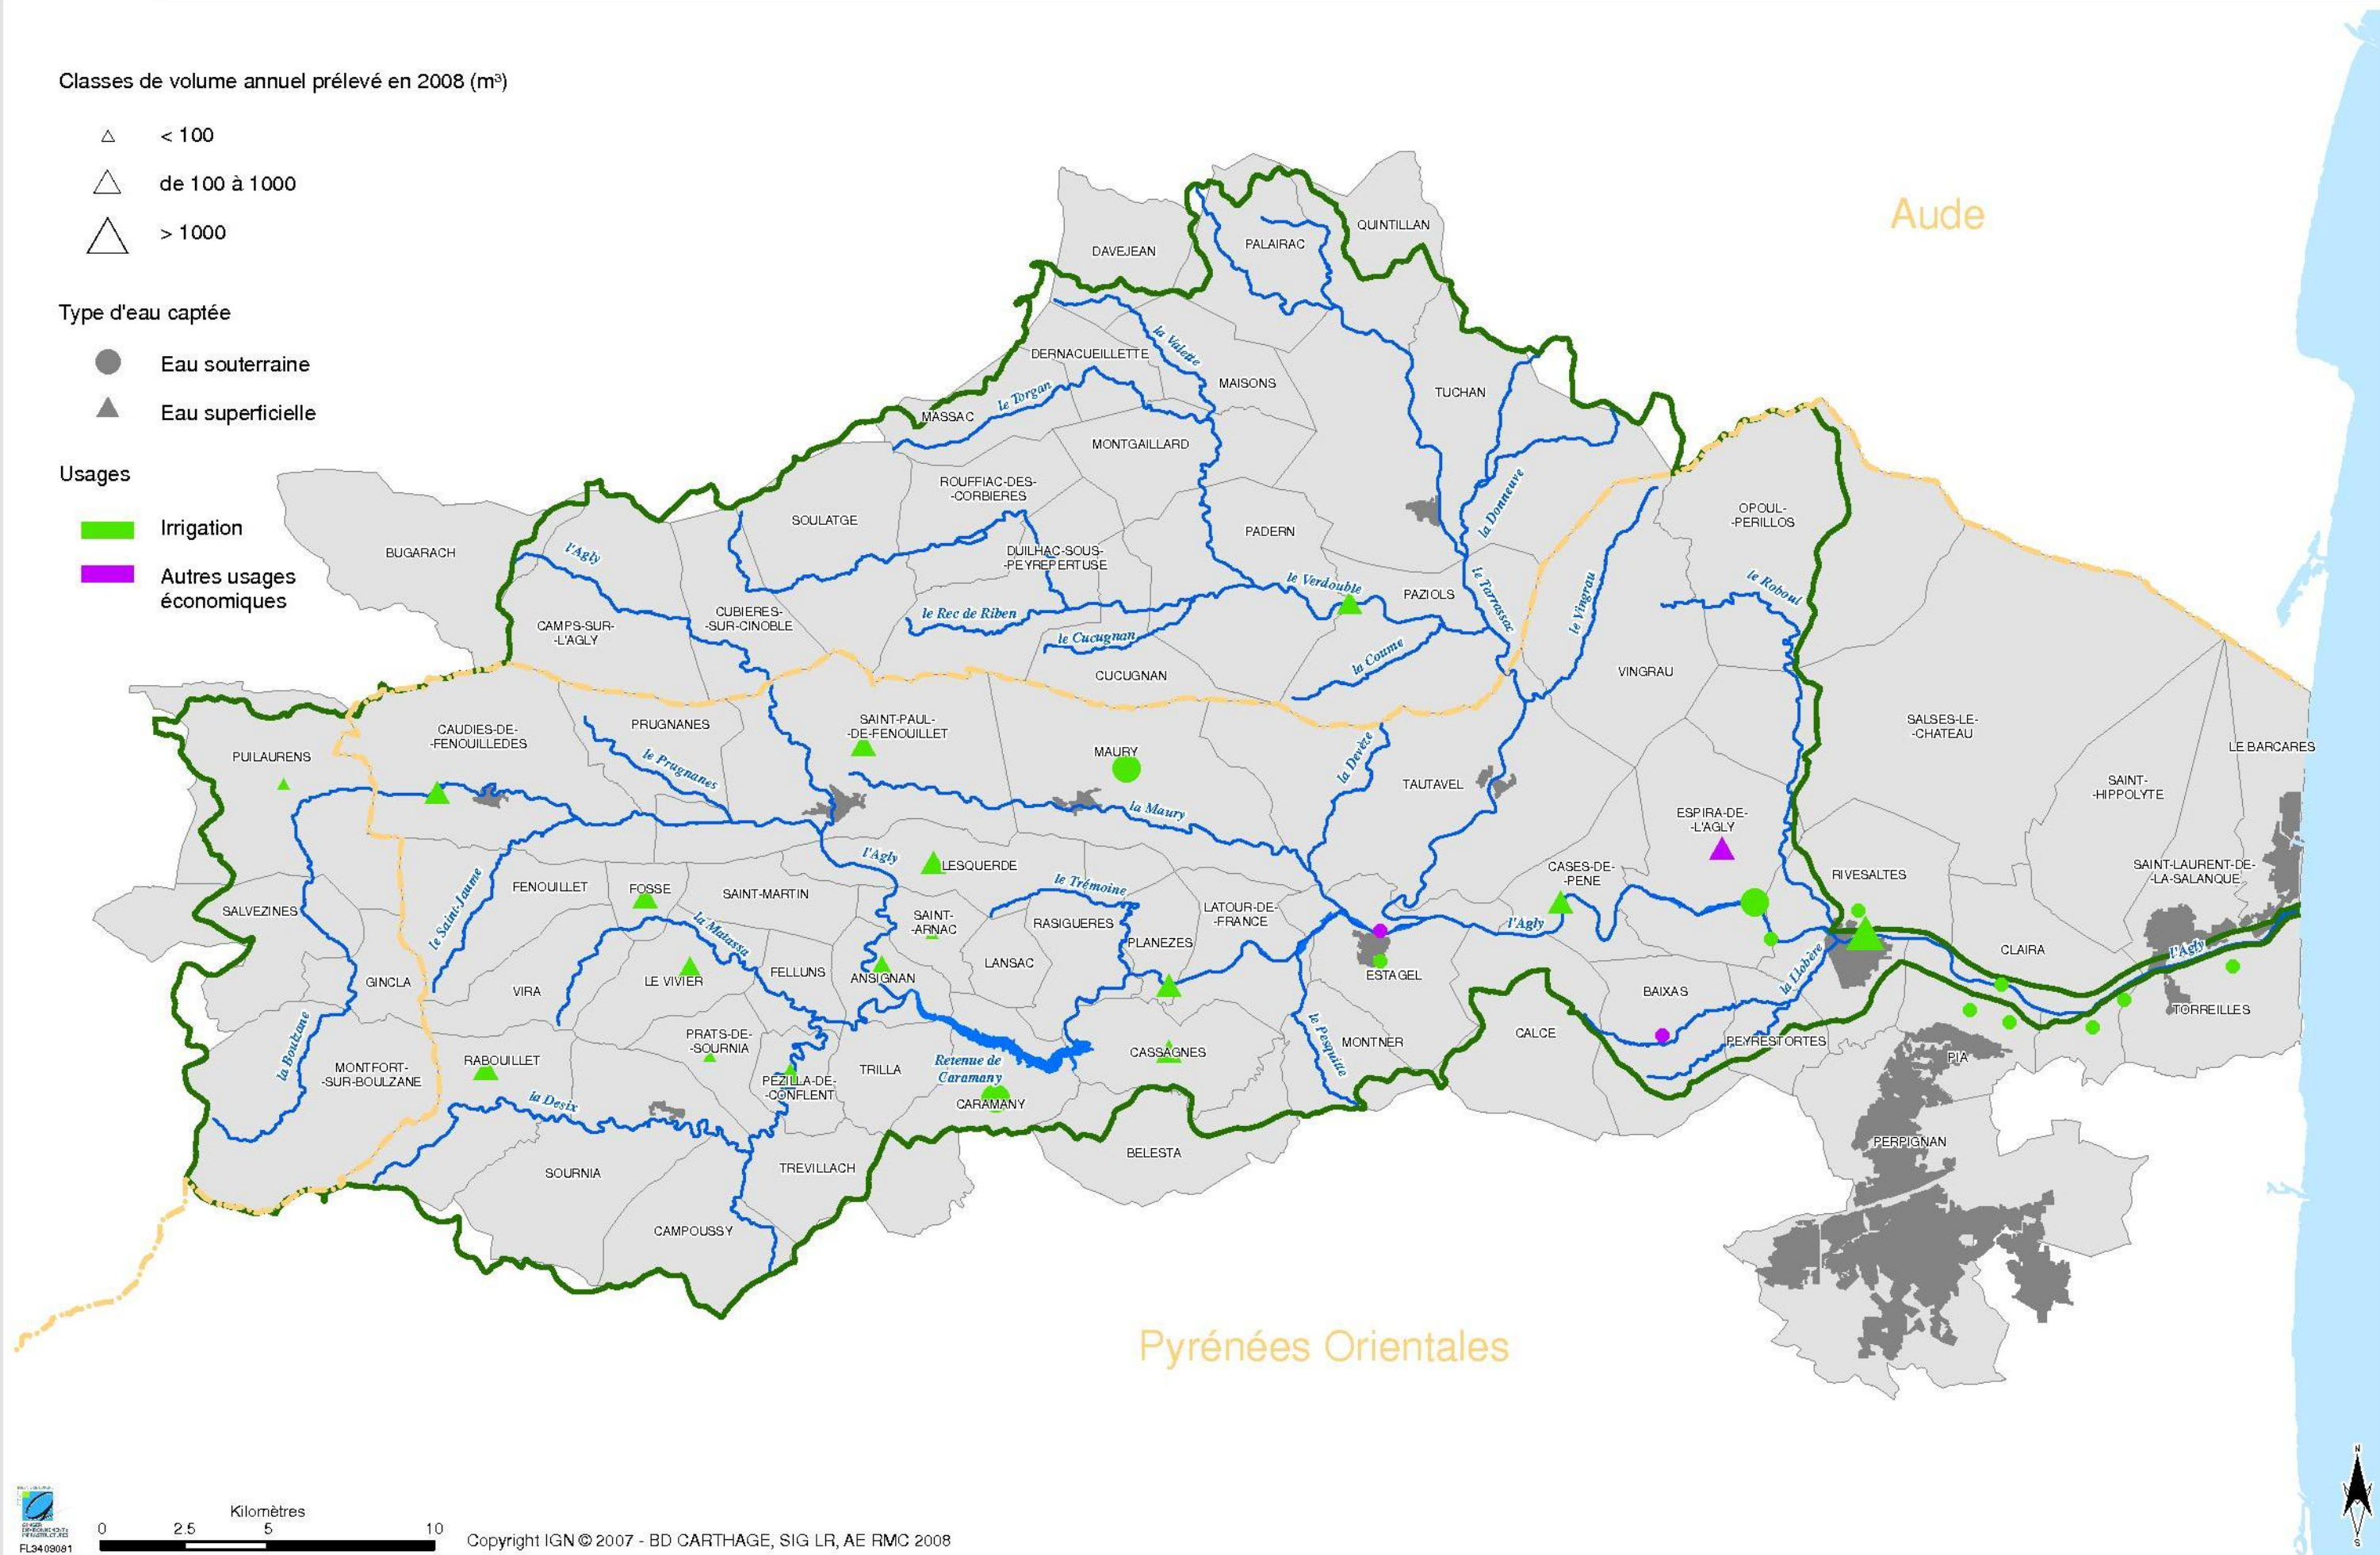 Classes de volume annuel prélevé en 2008 (m³)
< 100
de 100 à 1000
> 1000
Type d'eau captée
Eau souterraine
Eau superficielle
Usages
Irrigation
Autres usages
économiques
Aude
QUINTILLAN
PALAIRAC
DAVEJEAN
la Valette
DERNACUEILLETTE
MAISONS
TUCHAN
le Torgan
MASSAC
MONTGAILLARD
ROUFFIAC-DES-
-CORBIERES
la Donneuve
OPOUL-
-PERILLOS
SOULATGE
PADERN
BUGARACH
l'Agly
DUILHAC-SOUS-
-PEYREPERTUSE
le Verdouble
PAZIOLS
le Tarrassac
le Vingrau
le Roboul
CUBIERES-
-SUR-CINOBLE
le Rec de Riben
CAMPS-SUR-
-L'AGLY
le Cucugnan
la Coume
CUCUGNAN
VINGRAU
SAINT-PAUL-
-DE-FENOUILLET
PRUGNANES
CAUDIES-DE-
-FENOUILLEDES
SALSES-LE-
-CHATEAU
LE BARCARES
PUILAURENS
le Prugnanes
MAURY
la Devèze
TAUTAVEL
SAINT-
-HIPPOLYTE
la Maury
ESPIRA-DE-
-L'AGLY
l'Agly
LESQUERDE
CASES-DE-
-PENE
RIVESALTES
SAINT-LAURENT-DE-
-LA-SALANQUE
le Saint-Jaume
FENOUILLET
FOSSE
SAINT-MARTIN
le Trémoine
SALVEZINES
SAINT-
-ARNAC
RASIGUERES
LATOUR-DE-
-FRANCE
l'Agly
la Matassa
PLANEZES
CLAIRA
l'Agly
LANSAC
la Llobère
GINCLA
VIRA
LE VIVIER
FELLUNS
ANSIGNAN
ESTAGEL
BAIXAS
TORREILLES
la Boulzane
PRATS-DE-
-SOURNIA
le Pesquitte
CALCE
MONTNER
PEYRESTORTES
PIA
RABOUILLET
MONTFORT-
-SUR-BOULZANE
TRILLA
Retenue de
Caramany
CASSAGNES
PEZILLA-DE-
-CONFLENT
la Desix
CARAMANY
PERPIGNAN
BELESTA
SOURNIA
TREVILLACH
CAMPOUSSY
Pyrénées Orientales
N
S
Kilomètres
0 2.5 5 10
FL3409081
Copyright IGN © 2007 - BD CARTHAGE, SIG LR, AE RMC 2008